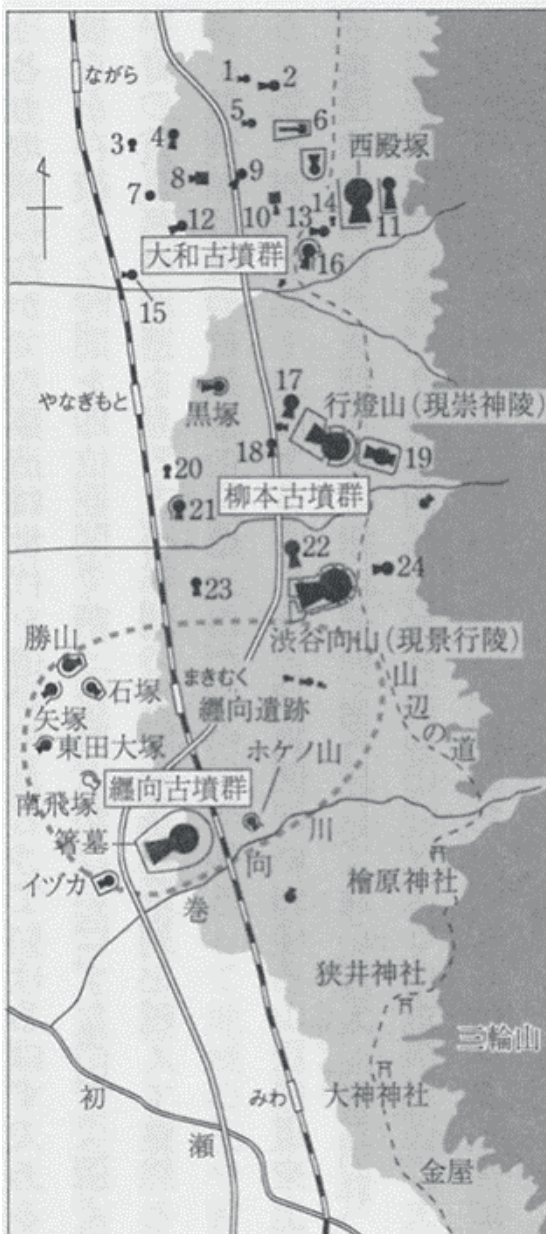 ながら
1
2
5
6
3
4
西殿塚
8
9
7
10
14
13
11
12
大和古墳群
16
15
17
やなぎもと
黒塚
行燈山（現崇神陵）
18
19
20
柳本古墳群
21
22
24
23
渋谷向山（現景行陵）
勝山
まきむく
石塚
纒向遺跡
矢塚
山辺の道
東田大塚
ホケノ山
南飛塚
纒向古墳群
箸墓
巻向川
イヅカ
檜原神社
狭井神社
三輪山
みわ
大神神社
初瀬
金屋